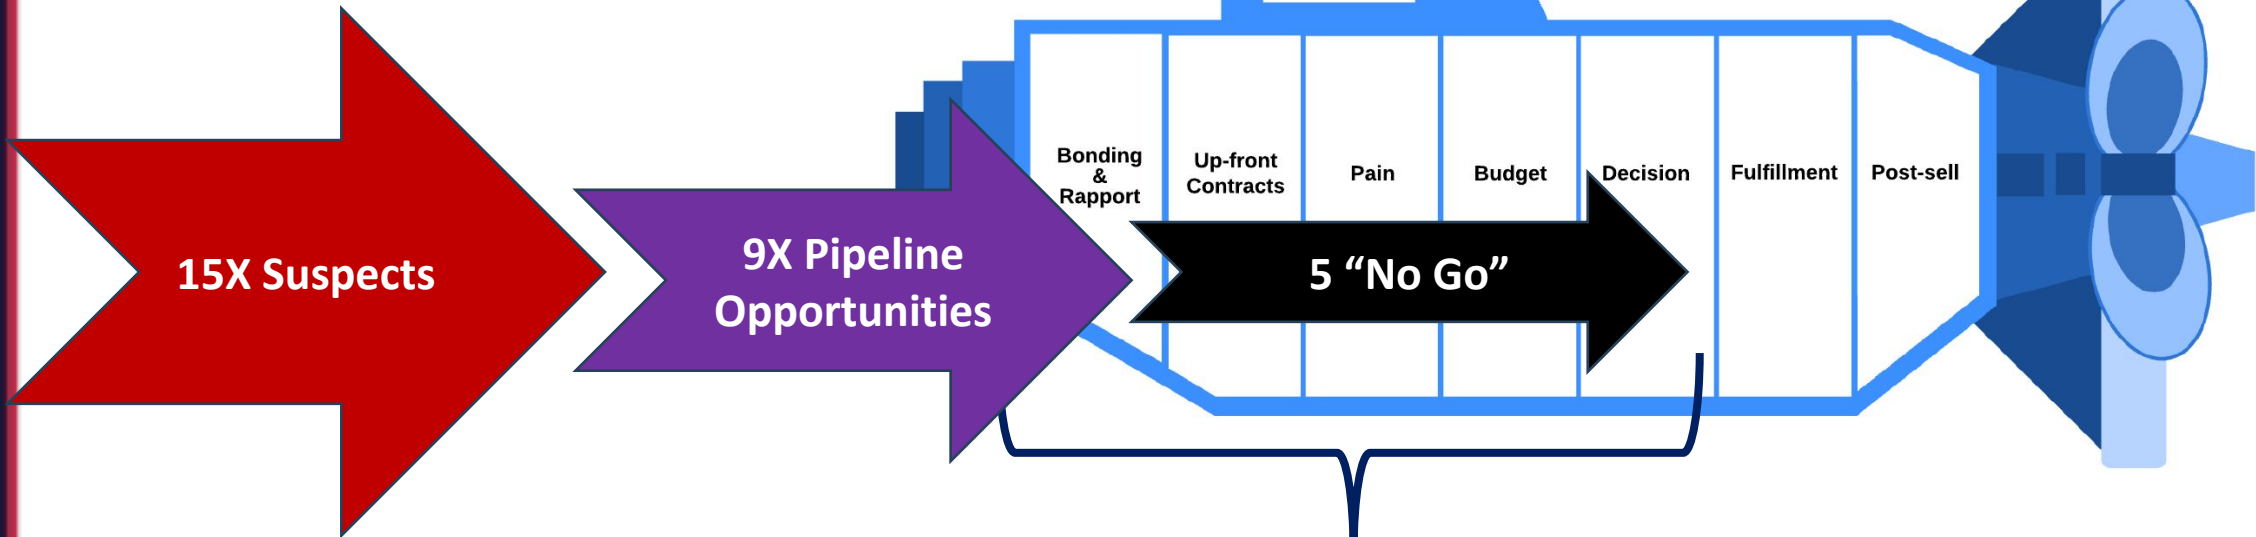 15X Suspects
9X Pipeline
Opportunities
Bonding
&
Rapport
Up-front
Contracts
Pain
Budget
Decision
Fulfillment
Post-sell
5 “No Go”